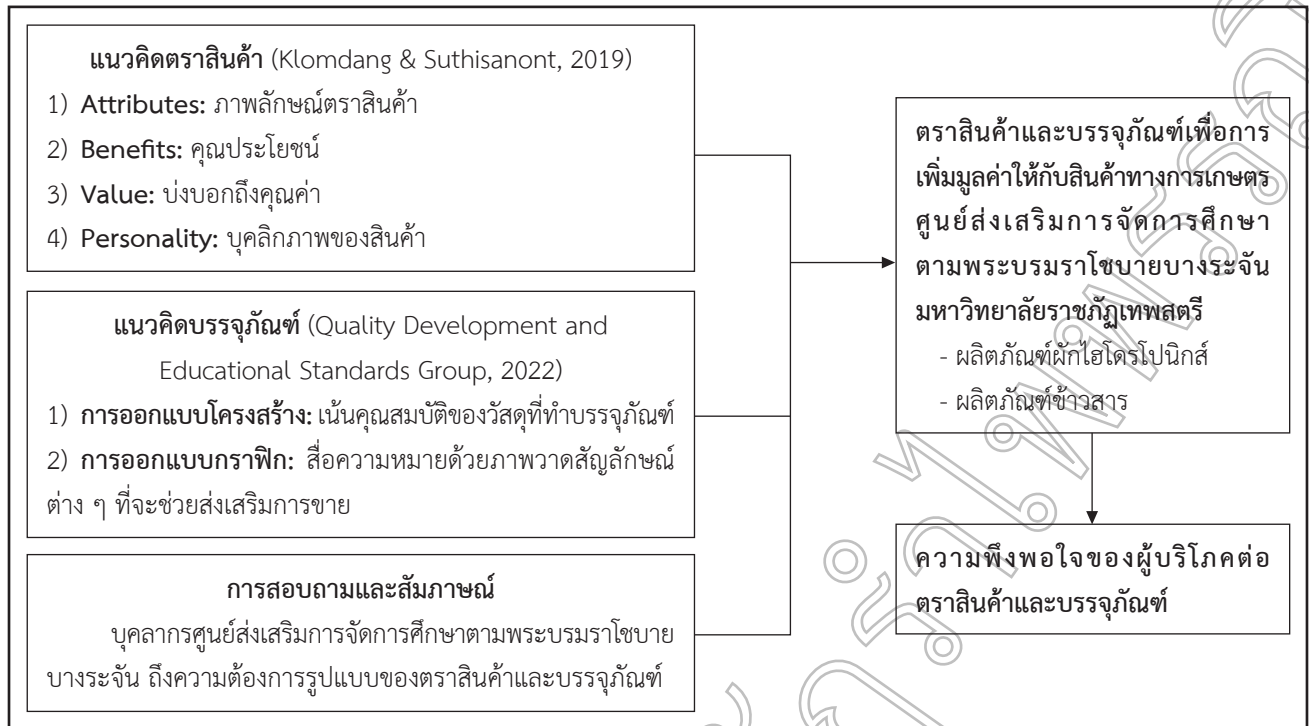 แนวคิดตราสินค้า (Klomdang & Suthisanont, 2019)
1) Attributes: ภาพลักษณ์ตราสินค้า
2) Benefits: คุณประโยชน์
3) Value: บ่งบอกถึงคุณค่า
4) Personality: บุคลิกภาพของสินค้า
แนวคิดบรรจุภัณฑ์ (Quality Development and
Educational Standards Group, 2022)
1) การออกแบบโครงสร้าง: เน้นคุณสมบัติของวัสดุที่ทำบรรจุภัณฑ์
2) การออกแบบกราฟิก: สื่อความหมายด้วยภาพวาดสัญลักษณ์
ต่าง ๆ ที่จะช่วยส่งเสริมการขาย
การสอบถามและสัมภาษณ์
บุคลากรศูนย์ส่งเสริมการจัดการศึกษาตามพระบรมราโชบาย
บางระจัน ถึงความต้องการรูปแบบของตราสินค้าและบรรจุภัณฑ์
ตราสินค้าและบรรจุภัณฑ์เพื่อการ
เพิ่มมูลค่าให้กับสินค้าทางการเกษตร
ศูนย์ส่งเสริมการจัดการศึกษา
ตามพระบรมราโชบายบางระจัน
มหาวิทยาลัยราชภัฏเทพสตรี
- ผลิตภัณฑ์ผักไฮโดรโปนิกส์
- ผลิตภัณฑ์ข้าวสาร
ความพึงพอใจของผู้บริโภคต่อ
ตราสินค้าและบรรจุภัณฑ์